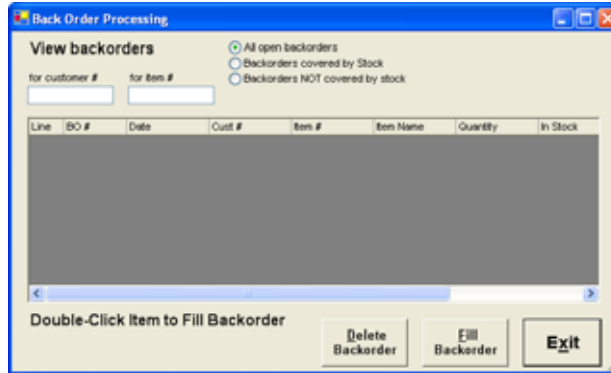 Back Order Processing
View backorders
All open backorders
Backorders covered by Stock
Backorders NOT covered by stock
for customer #
for item #
Line BO # Date Cust # Item # Item Name Quantity In Stock
Double-Click Item to Fill Backorder
Delete Backorder
Fill Backorder
Exit